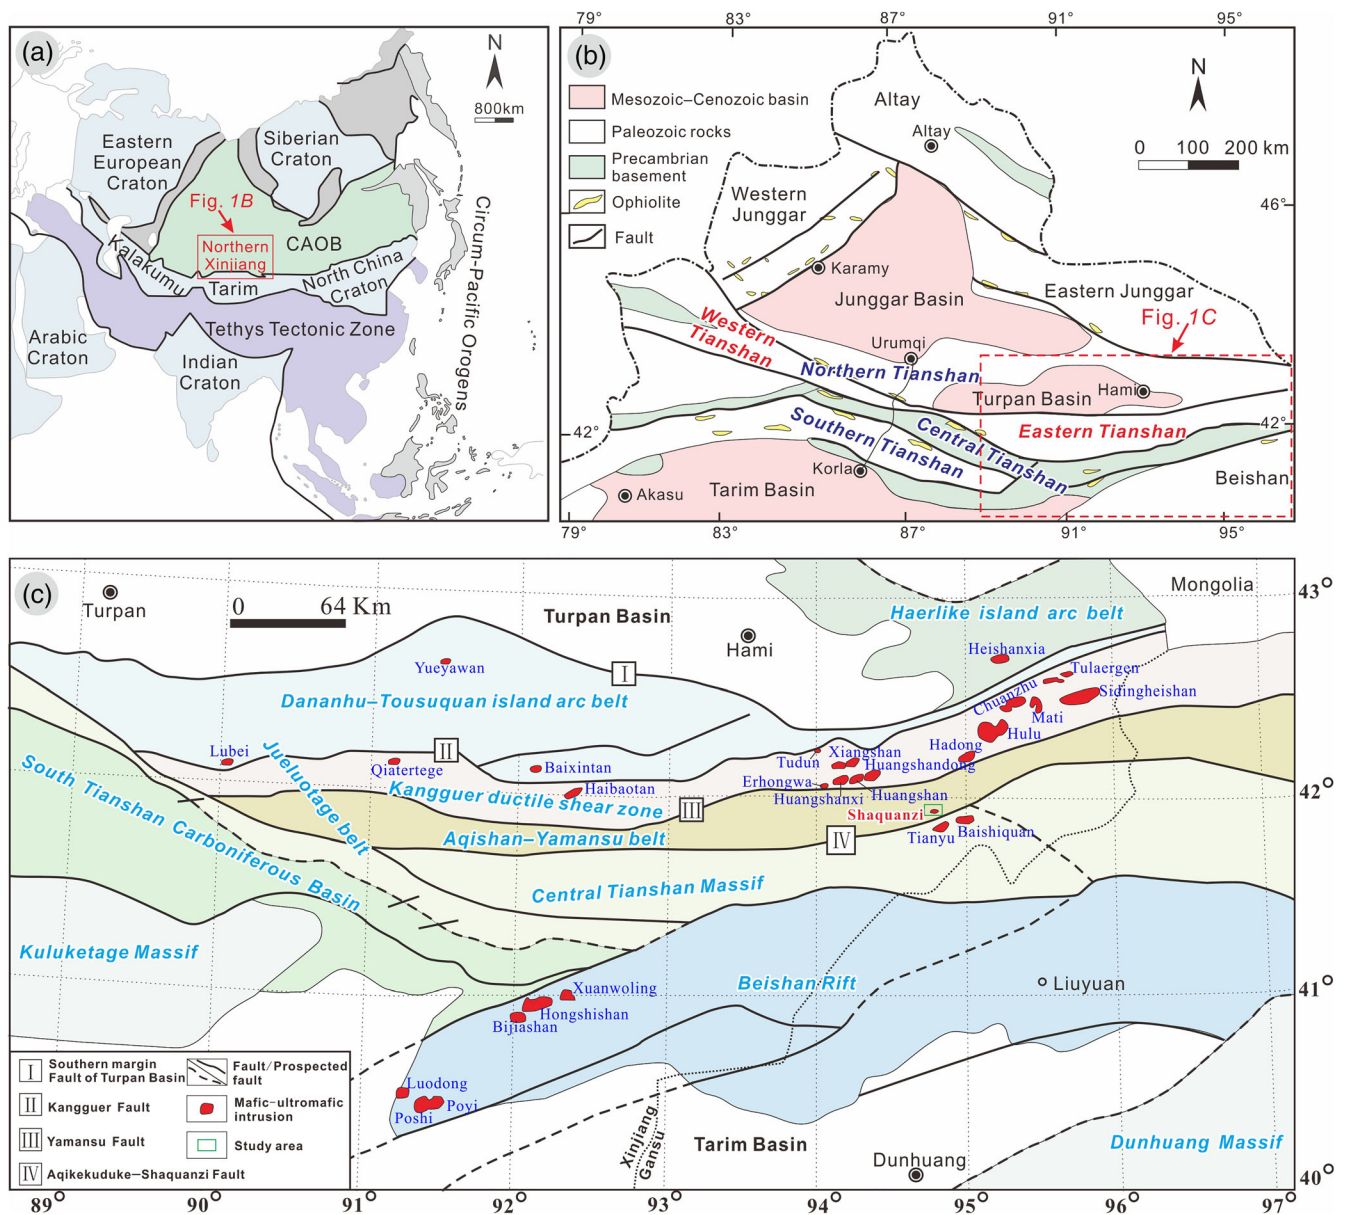 (a)
N
800km
Eastern
European
Craton
Siberian
Craton
Fig. 1B
Northern
Xinjiang
CAOB
Kalakumu
Tarim
North China
Craton
Tethys Tectonic Zone
Arabic
Craton
Indian
Craton
Circum-Pacific Orogens
79°
83°
87°
91°
95°
(b)
Mesozoic–Cenozoic basin
Paleozoic rocks
Precambrian
basement
Ophiolite
Fault
N
0 100 200 km
Altay
Altay
Western
Junggar
46°
Karamy
Junggar Basin
Eastern Junggar
Fig. 1C
Western
Tianshan
Urumqi
Northern Tianshan
Hami
Turpan Basin
42°
42°
Southern Tianshan
Central Tianshan
Eastern Tianshan
Korla
Beishan
Akasu
Tarim Basin
79°
83°
87°
91°
95°
(c)
Turpan
0 64 Km
Turpan Basin
Hami
Haerlike island arc belt
Mongolia
43°
Heishanxia
Yueyawan
I
Tulaergen
Chuanzhu
Sidingheishan
Dananhu–Tousuquan island arc belt
Mati
Hulu
Lubei
II
Xiangshan
Hadong
Tudun
Huangshandong
Qiatertege
Baixintan
Jueluotage belt
Erhongwa
Haibaotan
Kangguer ductile shear zone
Huangshanxi
Huangshan
42°
III
Shaquanzi
South Tianshan Carboniferous Basin
Aqishan–Yamansu belt
IV
Tianyu
Baishiquan
Central Tianshan Massif
Kuluketage Massif
Beishan Rift
Liuyuan
41°
Xuanwoling
Hongshishan
Bijiashan
Luodong
Poyi
Poshi
Xinjiang
Gansu
Tarim Basin
Dunhuang Massif
Dunhuang
40°
I
Southern margin
Fault of Turpan Basin
Fault/Prospected
fault
II
Kangguer Fault
Mafic–ultromafic
intrusion
III
Yamansu Fault
Study area
IV
Aqikekuduke–Shaquanzi Fault
89°
90°
91°
92°
93°
94°
95°
96°
97°